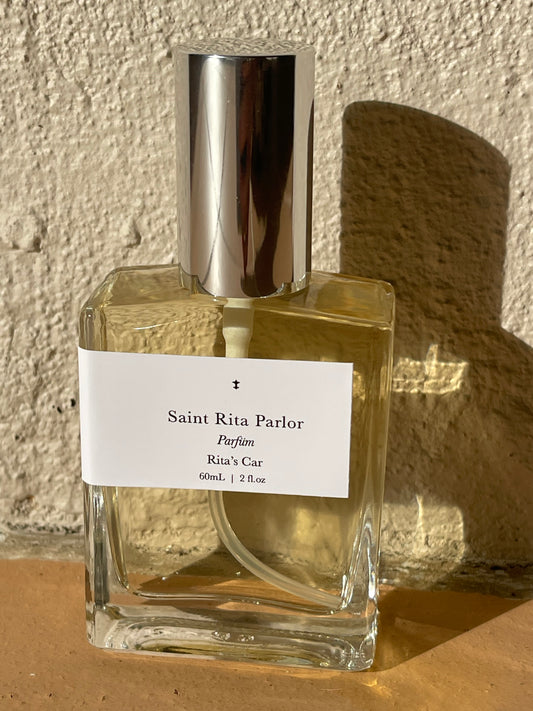 Saint Rita Parlor
Parfum
Rita's Car
60mL | 2 fl.oz